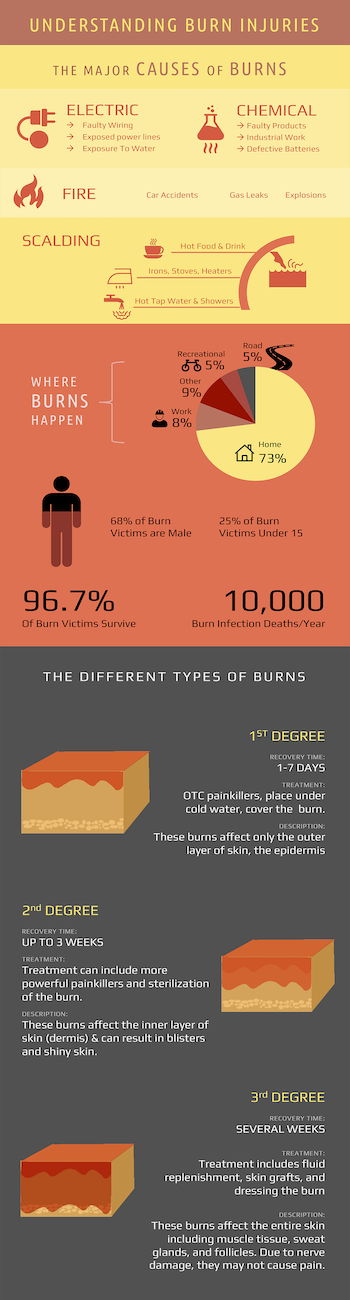 UNDERSTANDING BURN INJURIES
THE MAJOR CAUSES OF BURNS
ELECTRIC
→ Faulty Wiring
→ Exposed power lines
→ Exposure To Water
CHEMICAL
→ Faulty Products
→ Industrial Work
→ Defective Batteries
FIRE
Car Accidents
Gas Leaks
Explosions
SCALDING
Hot Food & Drink
Irons, Stoves, Heaters
Hot Tap Water & Showers
WHERE
BURNS
HAPPEN
Road
5%
Recreational
5%
Other
9%
Work
8%
Home
73%
68% of Burn
Victims are Male
25% of Burn
Victims Under 15
96.7%
Of Burn Victims Survive
10,000
Burn Infection Deaths/Year
THE DIFFERENT TYPES OF BURNS
1ST DEGREE
RECOVERY TIME:
1-7 DAYS
TREATMENT:
OTC painkillers, place under
cold water, cover the burn.
DESCRIPTION:
These burns affect only the outer
layer of skin, the epidermis
2nd DEGREE
RECOVERY TIME:
UP TO 3 WEEKS
TREATMENT:
Treatment can include more
powerful painkillers and sterilization
of the burn.
DESCRIPTION:
These burns affect the inner layer of
skin (dermis) & can result in blisters
and shiny skin.
3rd DEGREE
RECOVERY TIME:
SEVERAL WEEKS
TREATMENT:
Treatment includes fluid
replenishment, skin grafts, and
dressing the burn
DESCRIPTION:
These burns affect the entire skin
including muscle tissue, sweat
glands, and follicles. Due to nerve
damage, they may not cause pain.